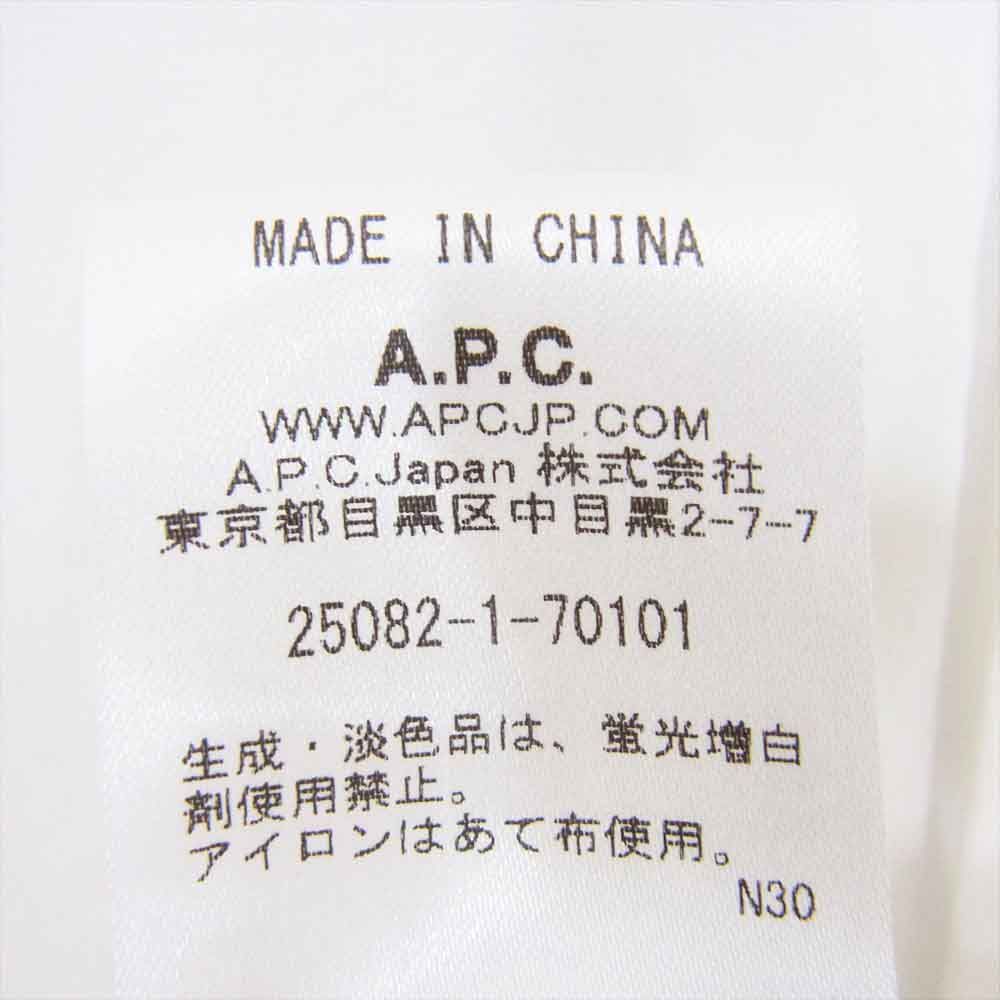 MADE IN CHINA
A.P.C.
WWW.APCJP.COM
A.P.C.Japan 株式会社
東京都目黒区中目黒2-7-7
25082-1-70101
生成・淡色品は、蛍光増白
剤使用禁止。
アイロンはあて布使用。
N30